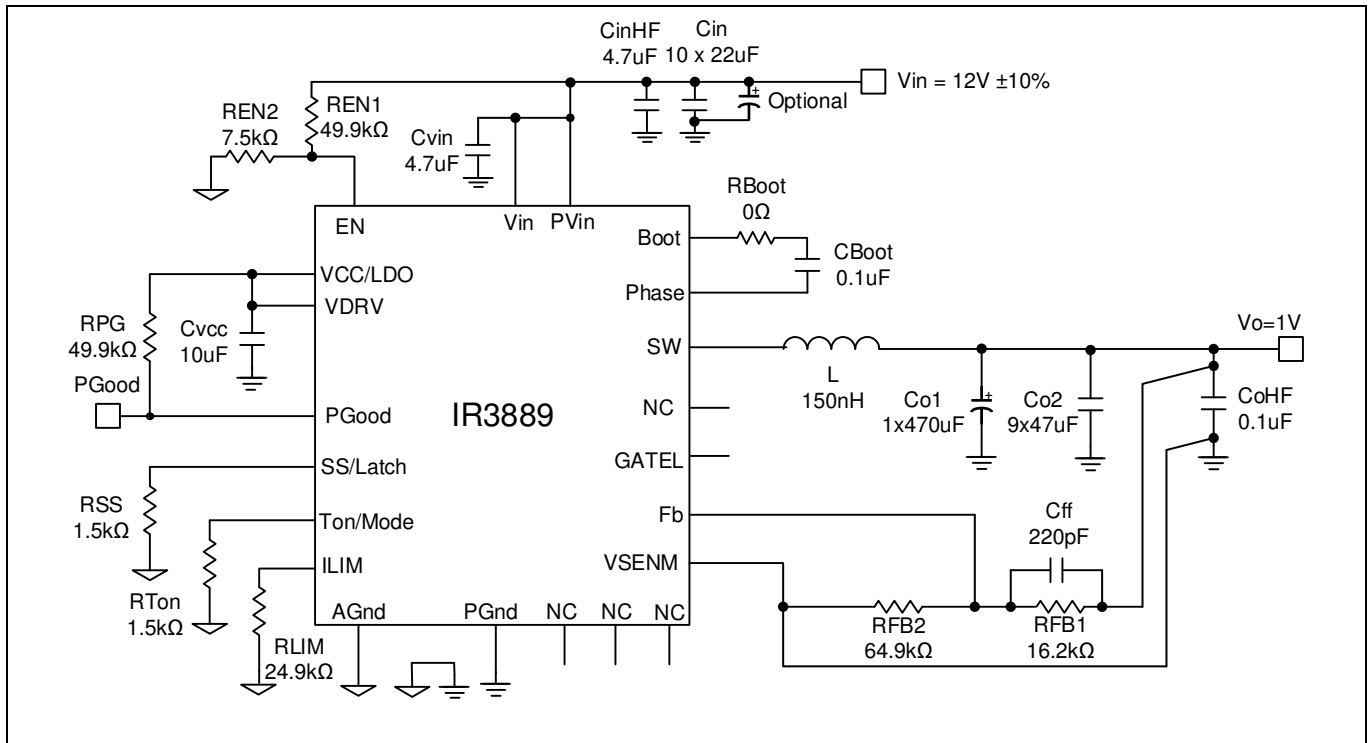 CinHF
4.7uF
Cin
10 x 22uF
Vin = 12V ±10%
Optional
REN2
7.5kΩ
REN1
49.9kΩ
Cvin
4.7uF
RBoot
0Ω
CBoot
0.1uF
EN
Vin
PVin
Boot
VCC/LDO
VDRV
Phase
RPG
49.9kΩ
Cvcc
10uF
SW
L
150nH
Vo=1V
PGood
PGood
IR3889
NC
Co1
1x470uF
Co2
9x47uF
CoHF
0.1uF
GATEL
SS/Latch
RSS
1.5kΩ
Ton/Mode
Fb
Cff
220pF
ILIM
VSENM
RTon
1.5kΩ
AGnd
PGnd
NC
NC
NC
RLIM
24.9kΩ
RFB2
64.9kΩ
RFB1
16.2kΩ
+
+